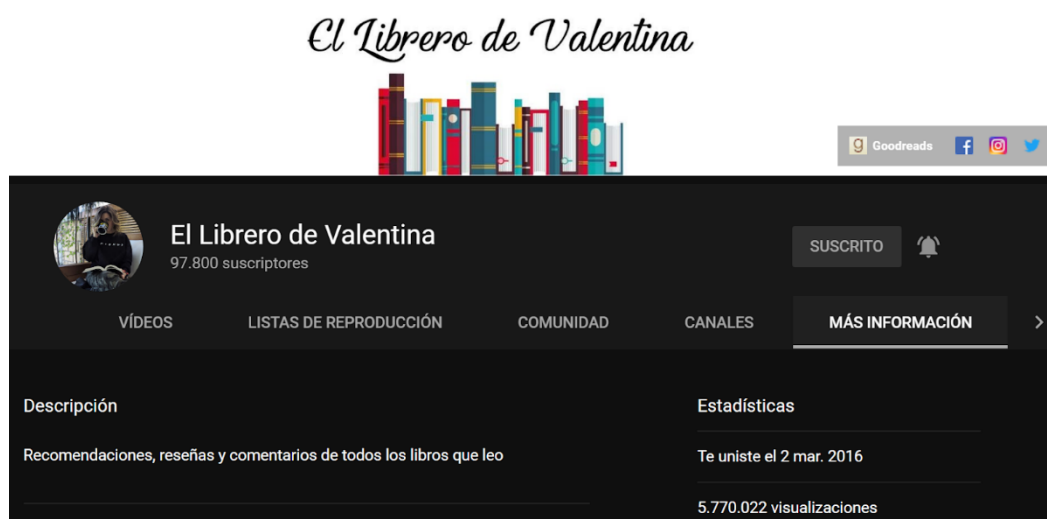 El Librero de Valentina
g Goodreads
El Librero de Valentina
97.800 suscriptores
SUSCRITO
VÍDEOS LISTAS DE REPRODUCCIÓN COMUNIDAD CANALES MÁS INFORMACIÓN
Descripción
Recomendaciones, reseñas y comentarios de todos los libros que leo
Estadísticas
Te uniste el 2 mar. 2016
5.770.022 visualizaciones